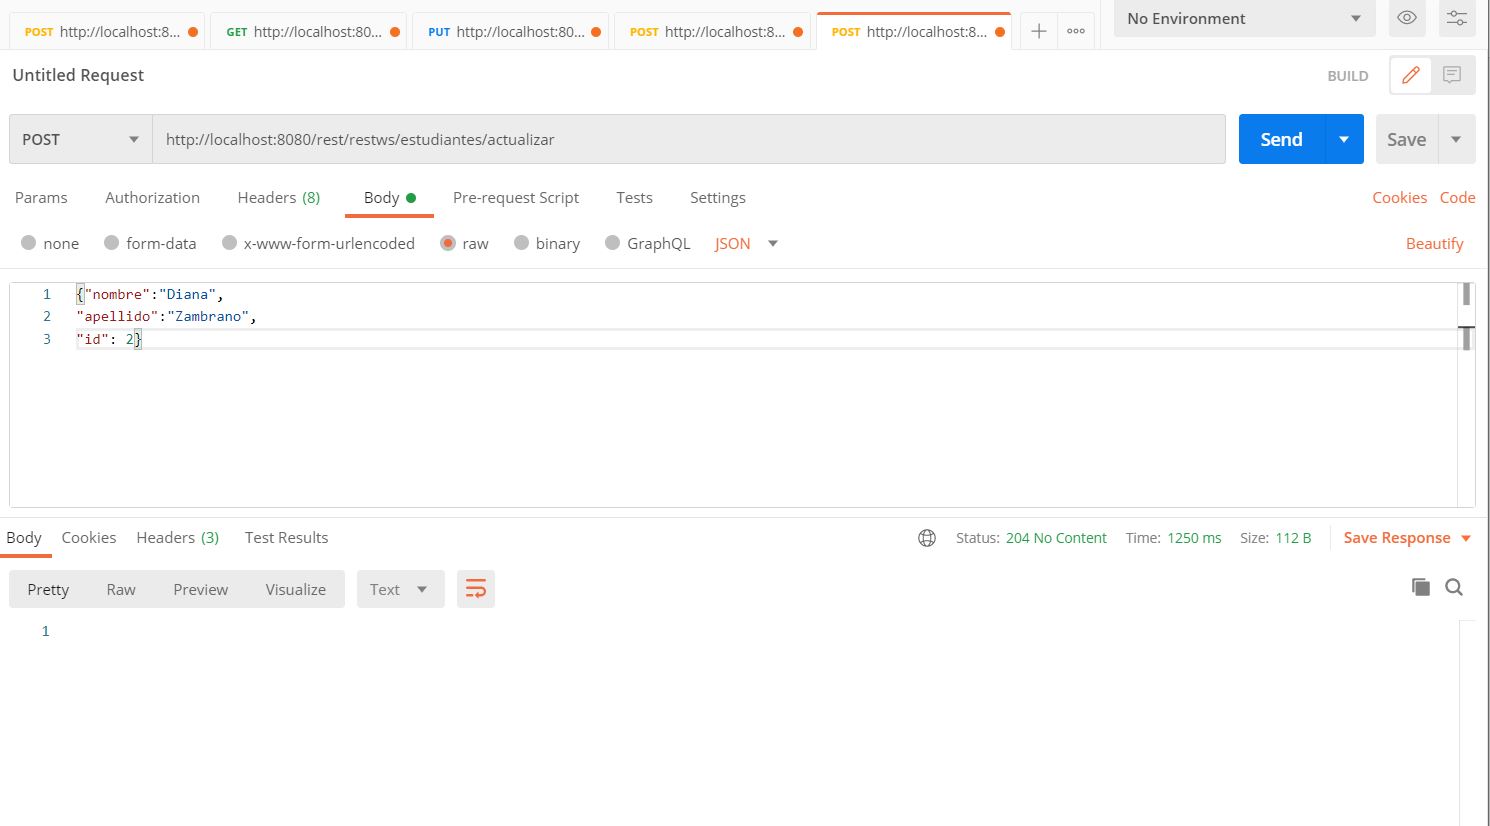 POST http://localhost:8... GET http://localhost:80... PUT http://localhost:80... POST http://localhost:8... POST http://localhost:8... No Environment
Untitled Request BUILD
POST http://localhost:8080/rest/restws/estudiantes/actualizar Send Save
Params Authorization Headers (8) Body Pre-request Script Tests Settings Cookies Code
none form-data x-www-form-urlencoded raw binary GraphQL JSON Beautify
1 {"nombre":"Diana",
2 "apellido":"Zambrano",
3 "id": 2}
Body Cookies Headers (3) Test Results Status: 204 No Content Time: 1250 ms Size: 112 B Save Response
Pretty Raw Preview Visualize Text
1